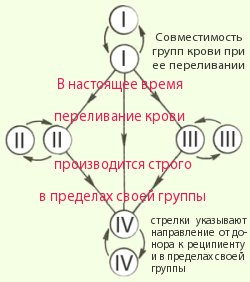 I
Совместимость
групп крови при
ее переливании
I
В настоящее время
переливание крови
II II III III
производится строго
в пределах своей группы
IV
стрелки указывают
направление от до-
нора к реципиенту
и в пределах своей
группы
IV